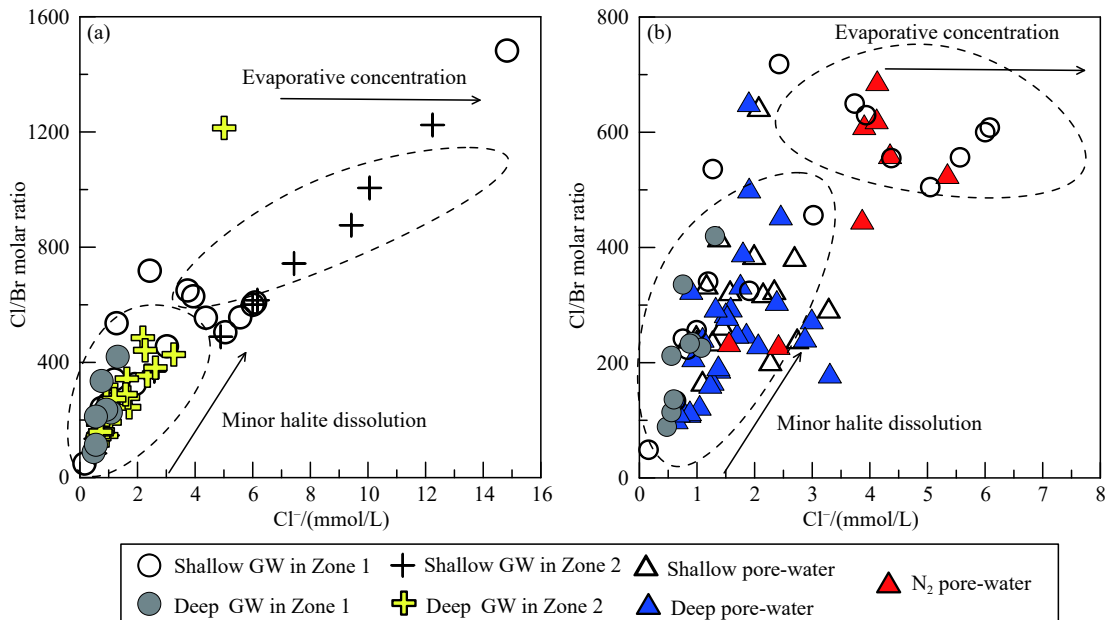 (a)
Evaporative concentration
Minor halite dissolution
Cl/Br molar ratio
1600
1200
800
400
0
0 2 4 6 8 10 12 14 16
Cl⁻/(mmol/L)
(b)
Evaporative concentration
Minor halite dissolution
Cl/Br molar ratio
800
600
400
200
0
0 1 2 3 4 5 6 7 8
Cl⁻/(mmol/L)
Shallow GW in Zone 1 Shallow GW in Zone 2 Shallow pore-water N₂ pore-water
Deep GW in Zone 1 Deep GW in Zone 2 Deep pore-water